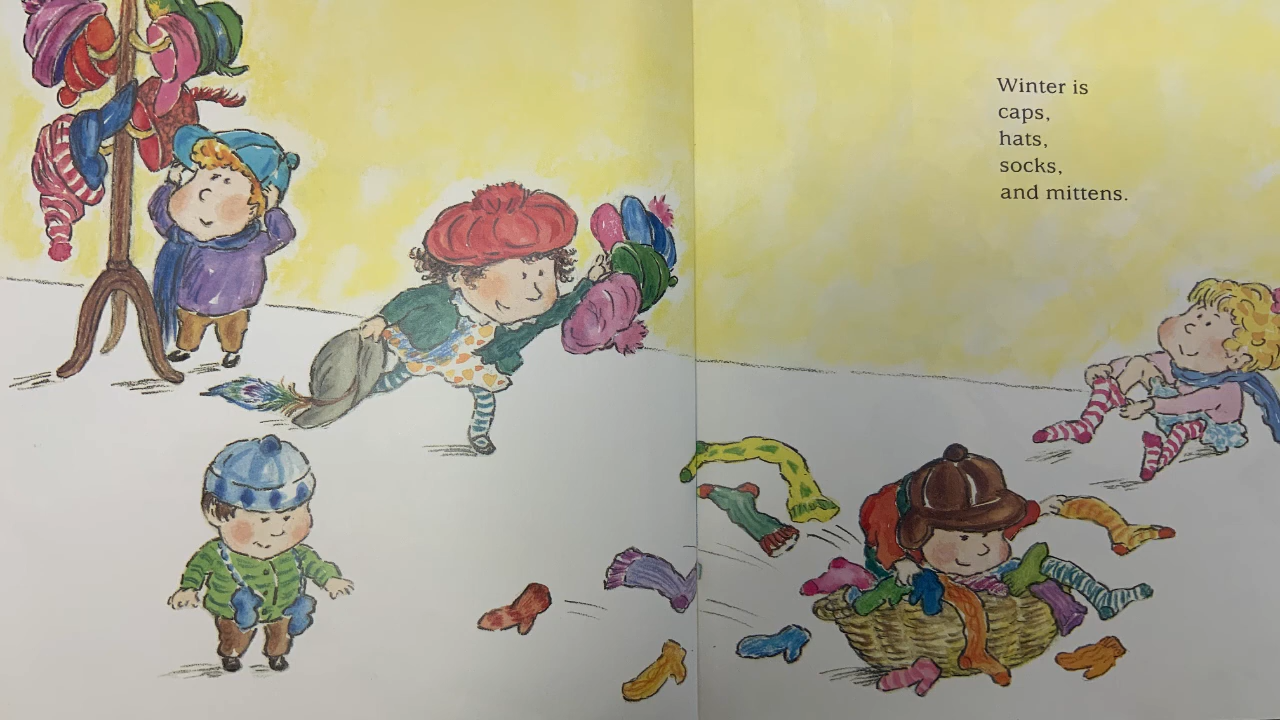 Winter is
caps,
hats,
socks,
and mittens.